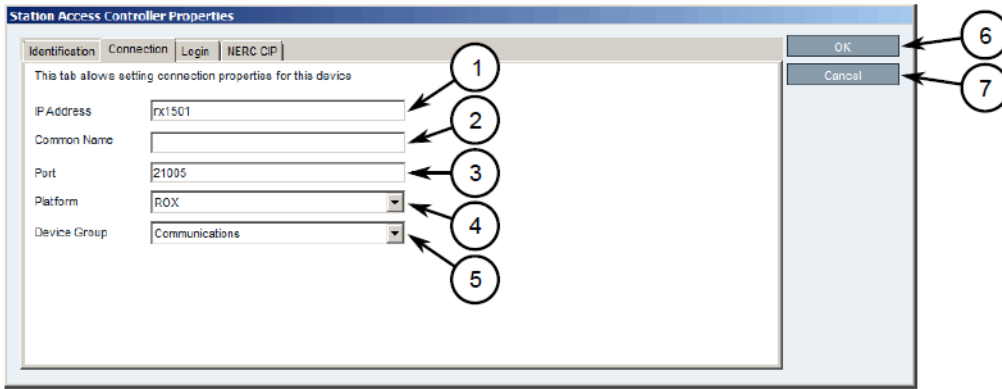 Station Access Controller Properties
Identification Connection Login NERC CIP
This tab allows setting connection properties for this device
IP Address rx1501
Common Name
Port 21005
Platform ROX
Device Group Communications
OK
Cancel
1
2
3
4
5
6
7